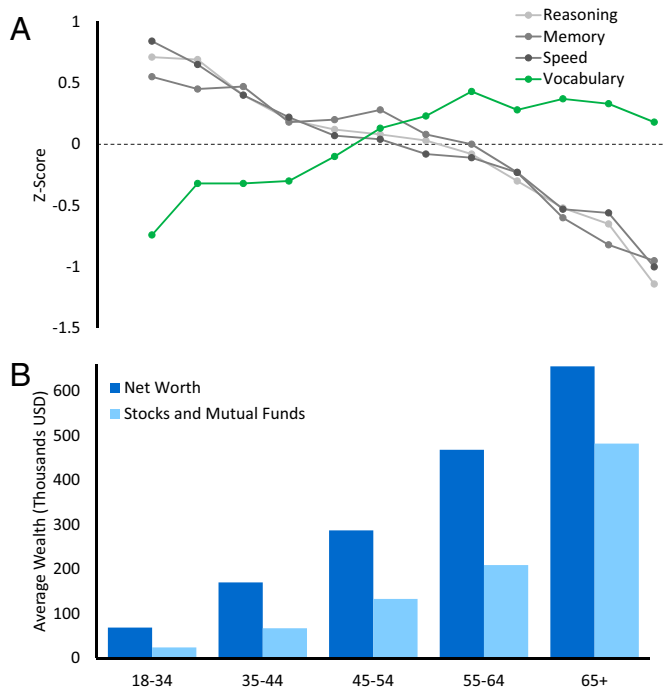 A
1
0.5
0
-0.5
-1
-1.5
Z-Score
Reasoning
Memory
Speed
Vocabulary
B
600
500
400
300
200
100
0
Average Wealth (Thousands USD)
Net Worth
Stocks and Mutual Funds
18-34 35-44 45-54 55-64 65+